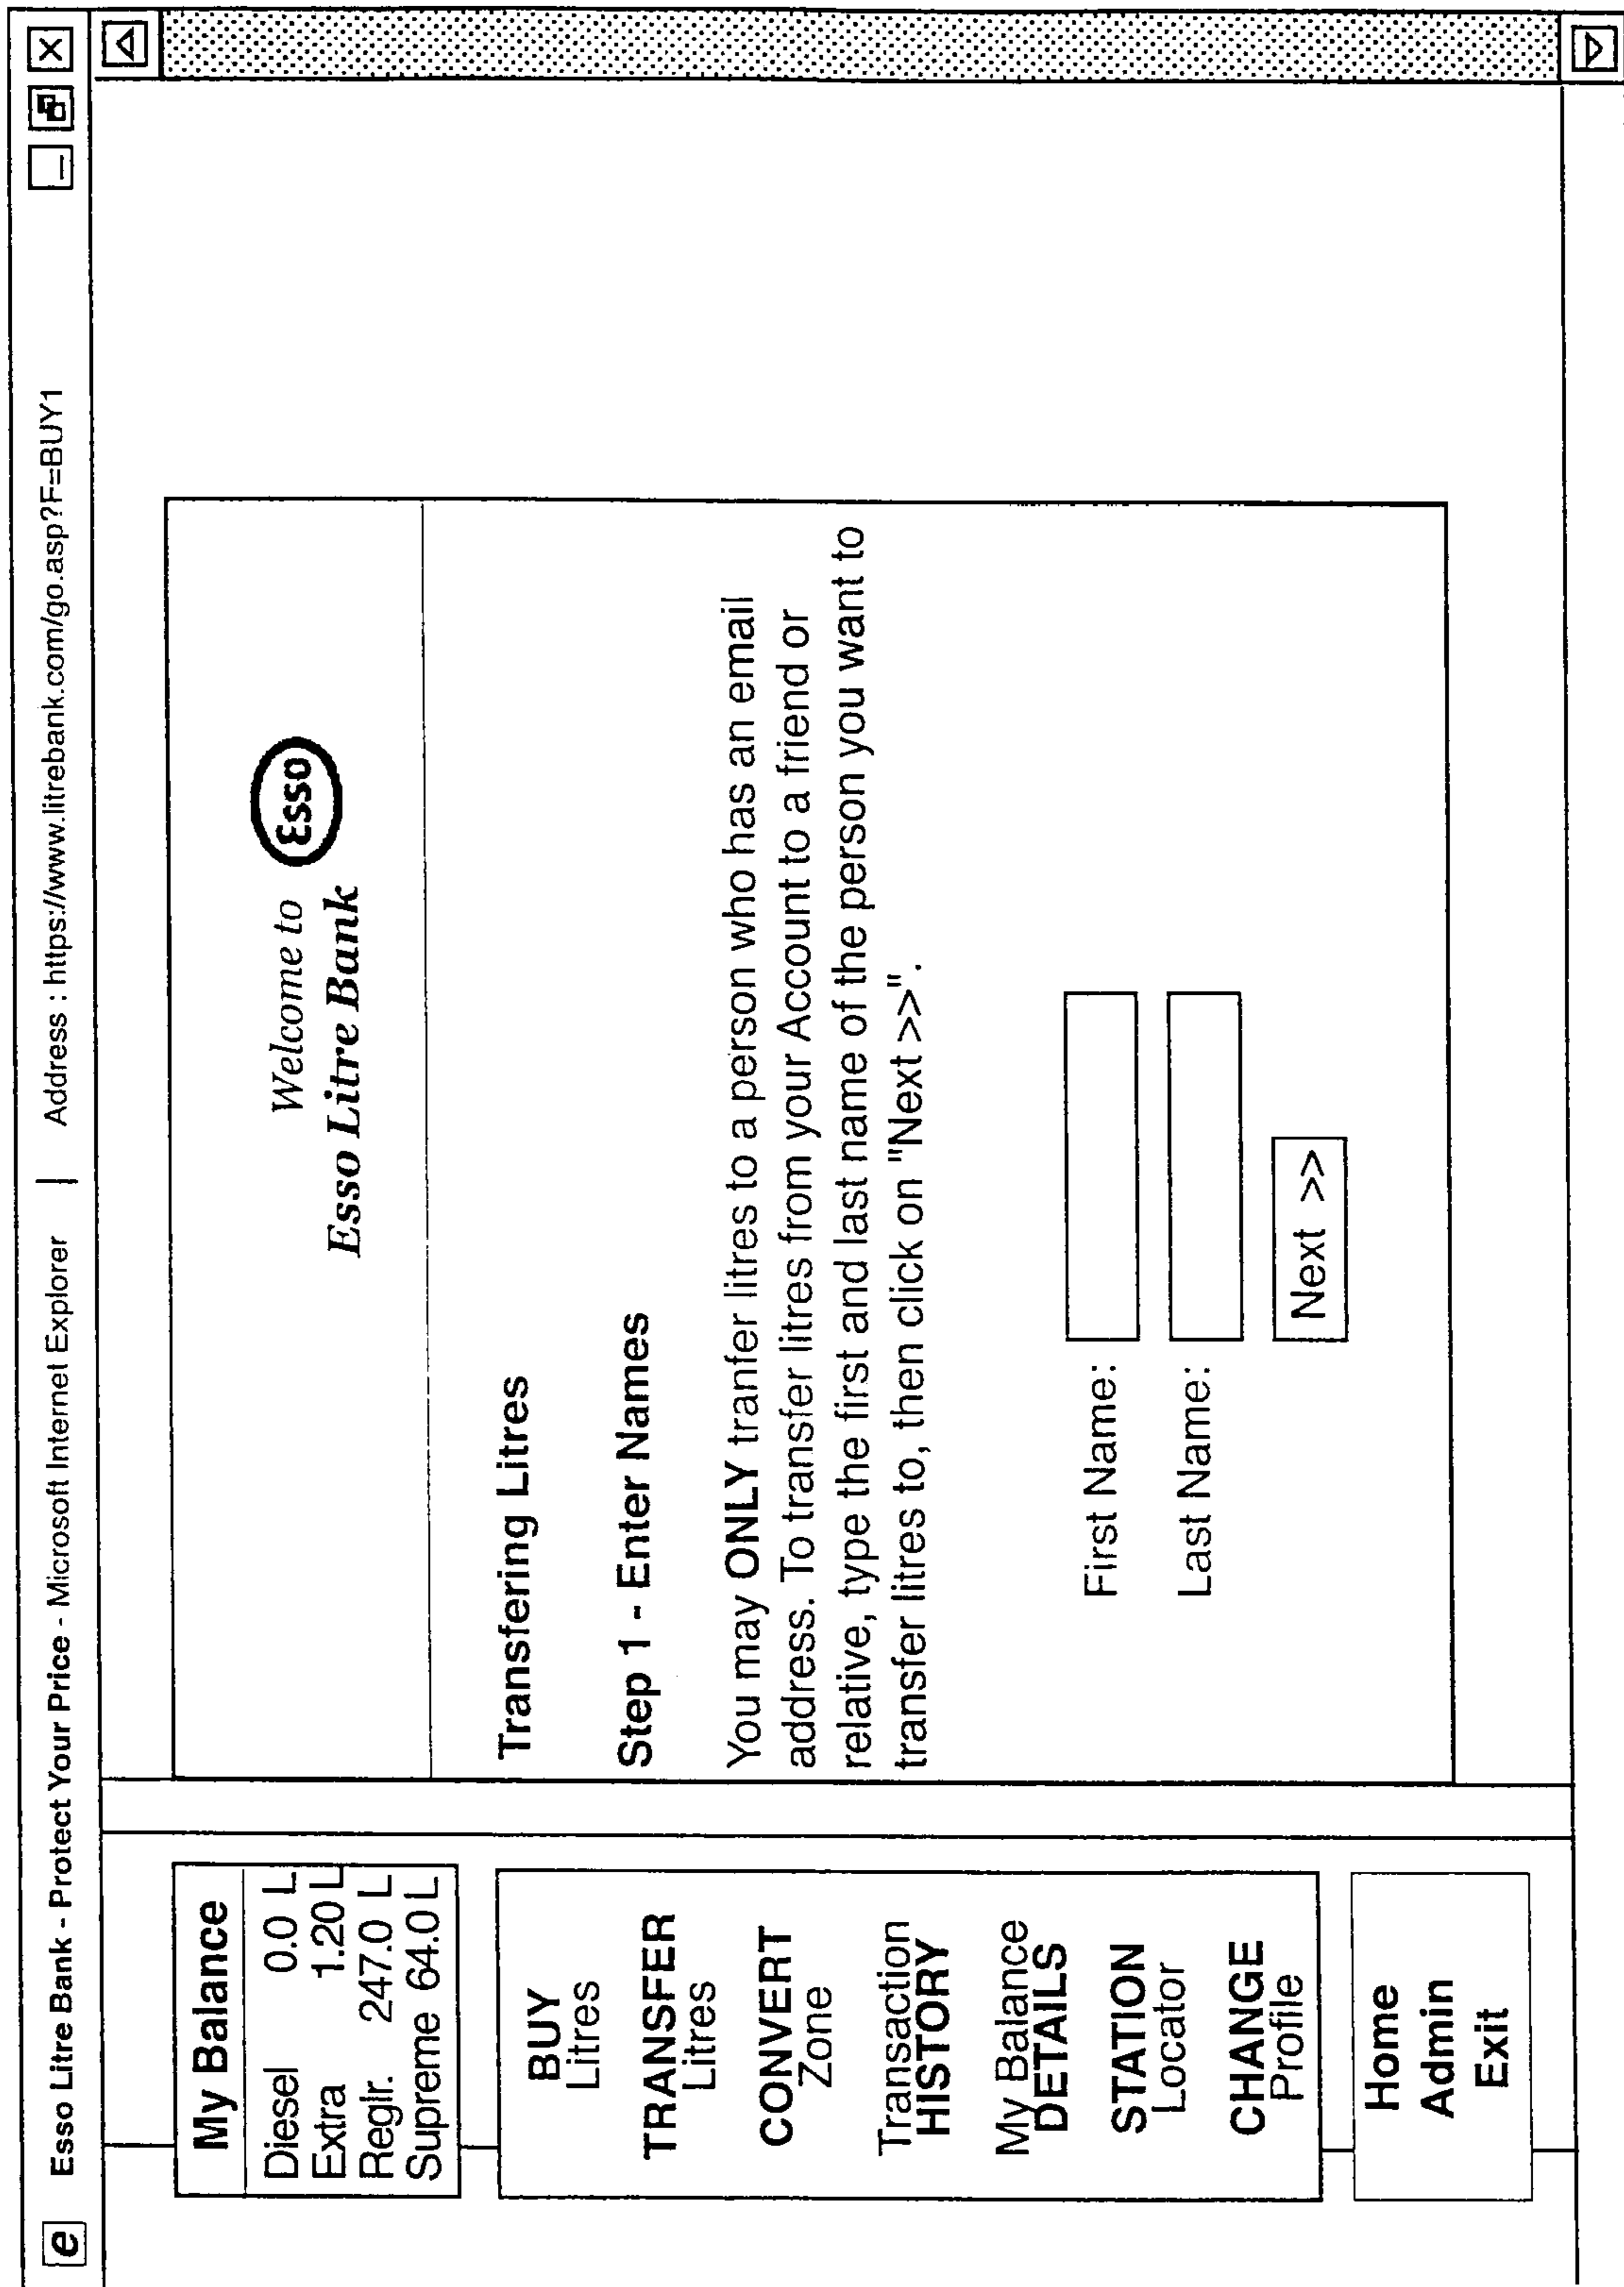 e Esso Litre Bank - Protect Your Price - Microsoft Internet Explorer | Address : https://www.litrebank.com/go.asp?F=BUY1
My Balance
Diesel 0.0 L
Extra 1.20 L
Reglr. 247.0 L
Supreme 64.0 L
BUY
Litres
TRANSFER
Litres
CONVERT
Zone
Transaction
HISTORY
My Balance
DETAILS
STATION
Locator
CHANGE
Profile
Home
Admin
Exit
Welcome to
Esso Litre Bank
Esso
Transfering Litres
Step 1 - Enter Names
You may ONLY tranfer litres to a person who has an email
address. To transfer litres from your Account to a friend or
relative, type the first and last name of the person you want to
transfer litres to, then click on "Next >>".
First Name:
Last Name:
Next >>